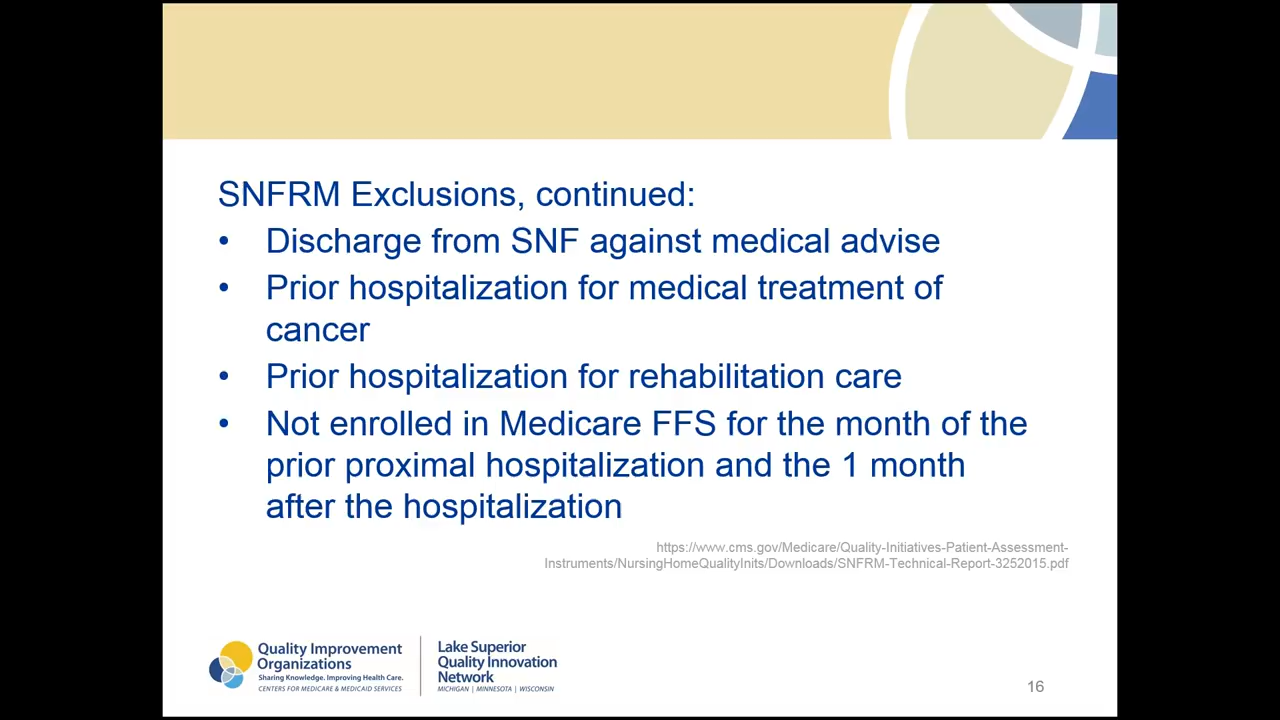 SNFRM Exclusions, continued:
• Discharge from SNF against medical advise
• Prior hospitalization for medical treatment of
cancer
• Prior hospitalization for rehabilitation care
• Not enrolled in Medicare FFS for the month of the
prior proximal hospitalization and the 1 month
after the hospitalization
https://www.cms.gov/Medicare/Quality-Initiatives-Patient-Assessment-
Instruments/NursingHomeQualityInits/Downloads/SNFRM-Technical-Report-3252015.pdf
Quality Improvement
Organizations
Sharing Knowledge. Improving Health Care.
CENTERS FOR MEDICARE & MEDICAID SERVICES
Lake Superior
Quality Innovation
Network
MICHIGAN | MINNESOTA | WISCONSIN
16